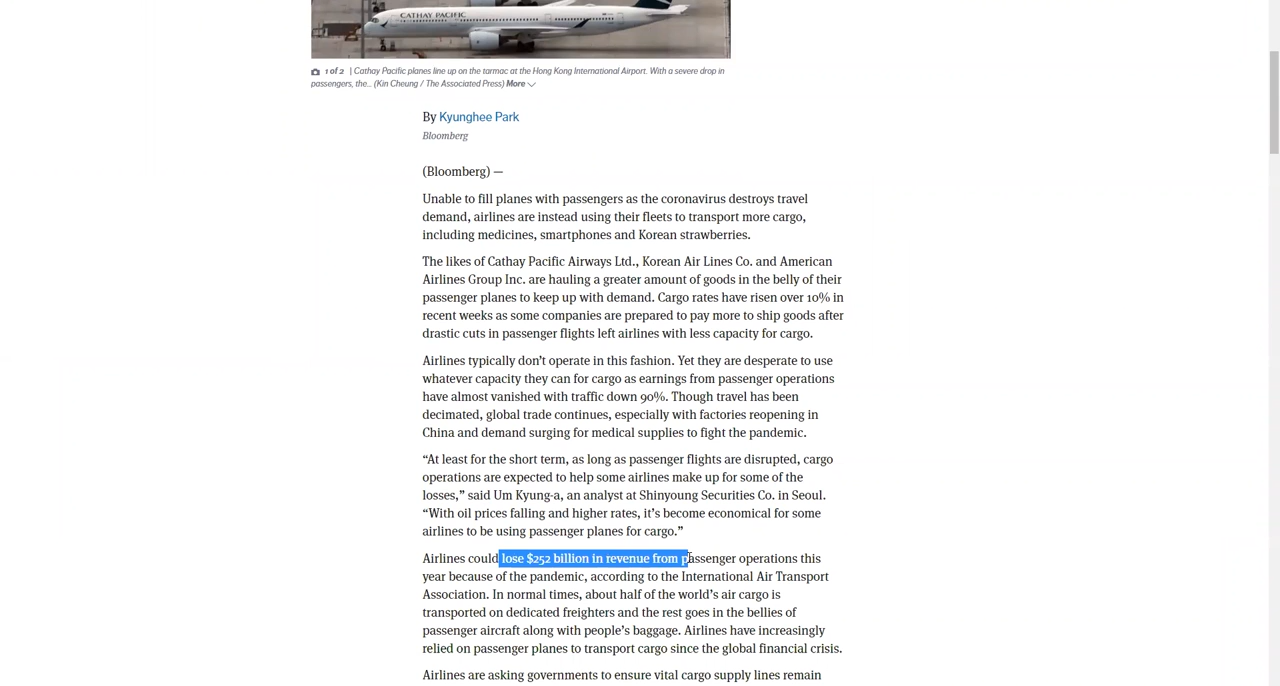 CATHAY PACIFIC
1 of 2 | Cathay Pacific planes line up on the tarmac at the Hong Kong International Airport. With a severe drop in
passengers, the... (Kin Cheung / The Associated Press) More
By Kyunghee Park
Bloomberg
(Bloomberg) —
Unable to fill planes with passengers as the coronavirus destroys travel
demand, airlines are instead using their fleets to transport more cargo,
including medicines, smartphones and Korean strawberries.
The likes of Cathay Pacific Airways Ltd., Korean Air Lines Co. and American
Airlines Group Inc. are hauling a greater amount of goods in the belly of their
passenger planes to keep up with demand. Cargo rates have risen over 10% in
recent weeks as some companies are prepared to pay more to ship goods after
drastic cuts in passenger flights left airlines with less capacity for cargo.
Airlines typically don’t operate in this fashion. Yet they are desperate to use
whatever capacity they can for cargo as earnings from passenger operations
have almost vanished with traffic down 90%. Though travel has been
decimated, global trade continues, especially with factories reopening in
China and demand surging for medical supplies to fight the pandemic.
“At least for the short term, as long as passenger flights are disrupted, cargo
operations are expected to help some airlines make up for some of the
losses,” said Um Kyung-a, an analyst at Shinyoung Securities Co. in Seoul.
“With oil prices falling and higher rates, it’s become economical for some
airlines to be using passenger planes for cargo.”
Airlines could lose $252 billion in revenue from passenger operations this
year because of the pandemic, according to the International Air Transport
Association. In normal times, about half of the world’s air cargo is
transported on dedicated freighters and the rest goes in the bellies of
passenger aircraft along with people’s baggage. Airlines have increasingly
relied on passenger planes to transport cargo since the global financial crisis.
Airlines are asking governments to ensure vital cargo supply lines remain